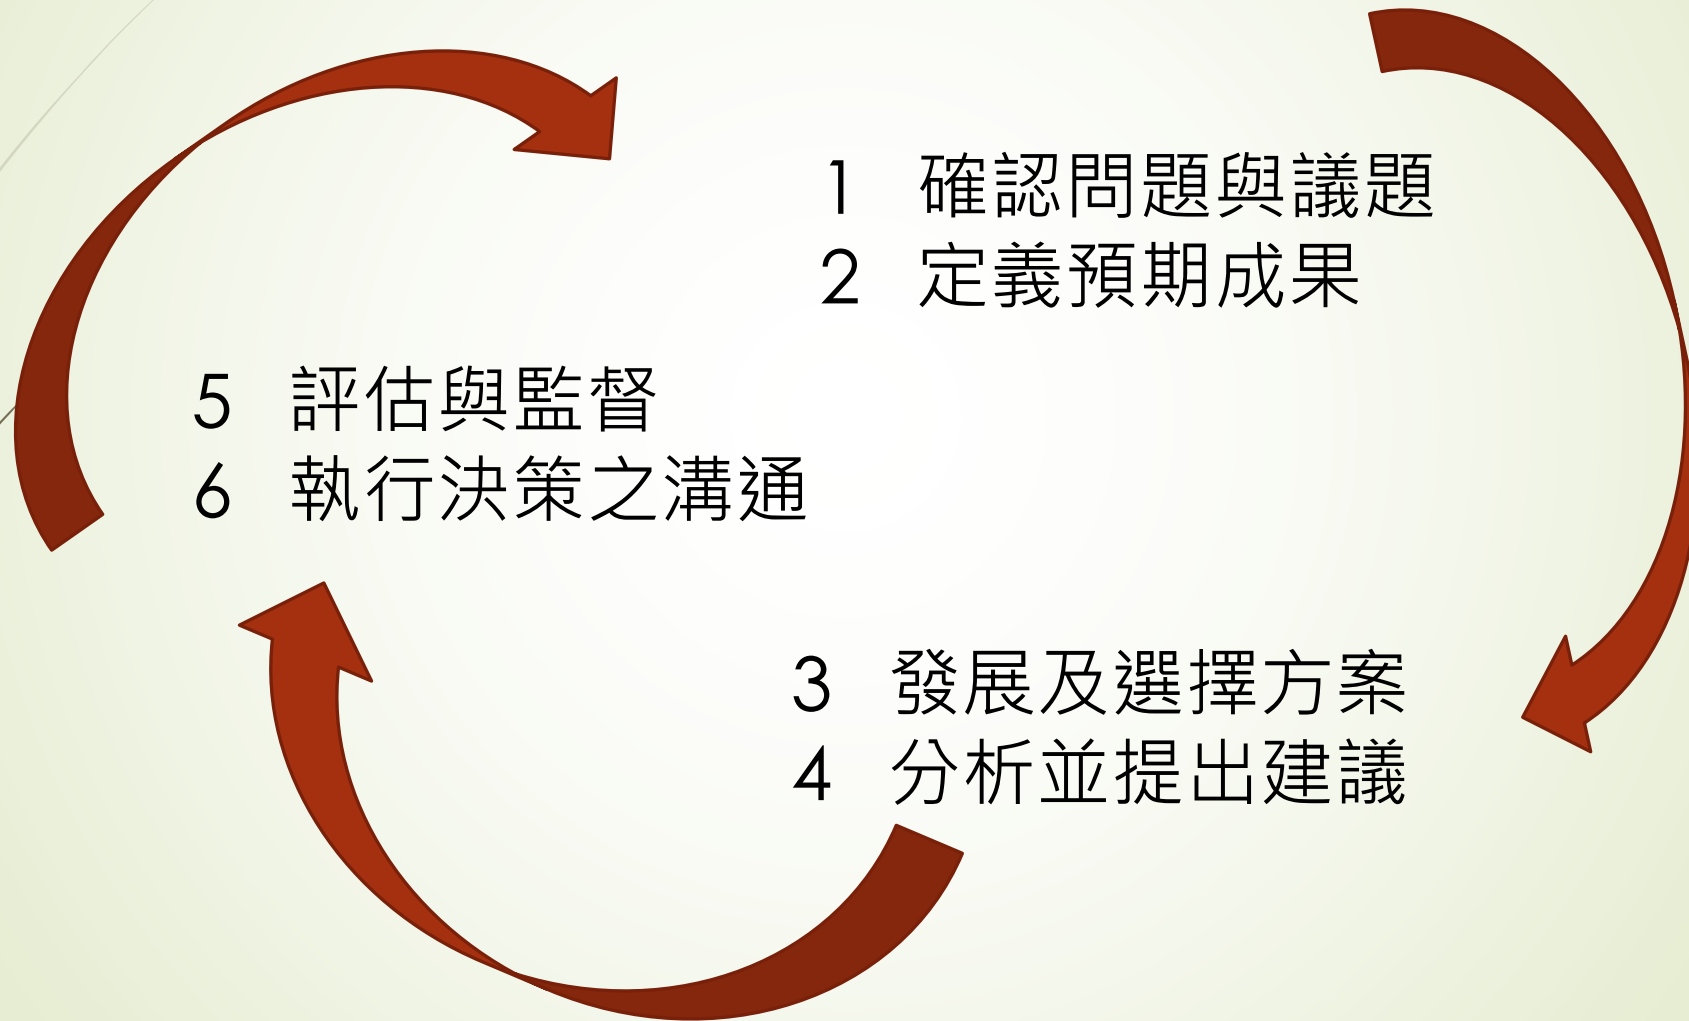 1 確認問題與議題
2 定義預期成果
3 發展及選擇方案
4 分析並提出建議
5 評估與監督
6 執行決策之溝通